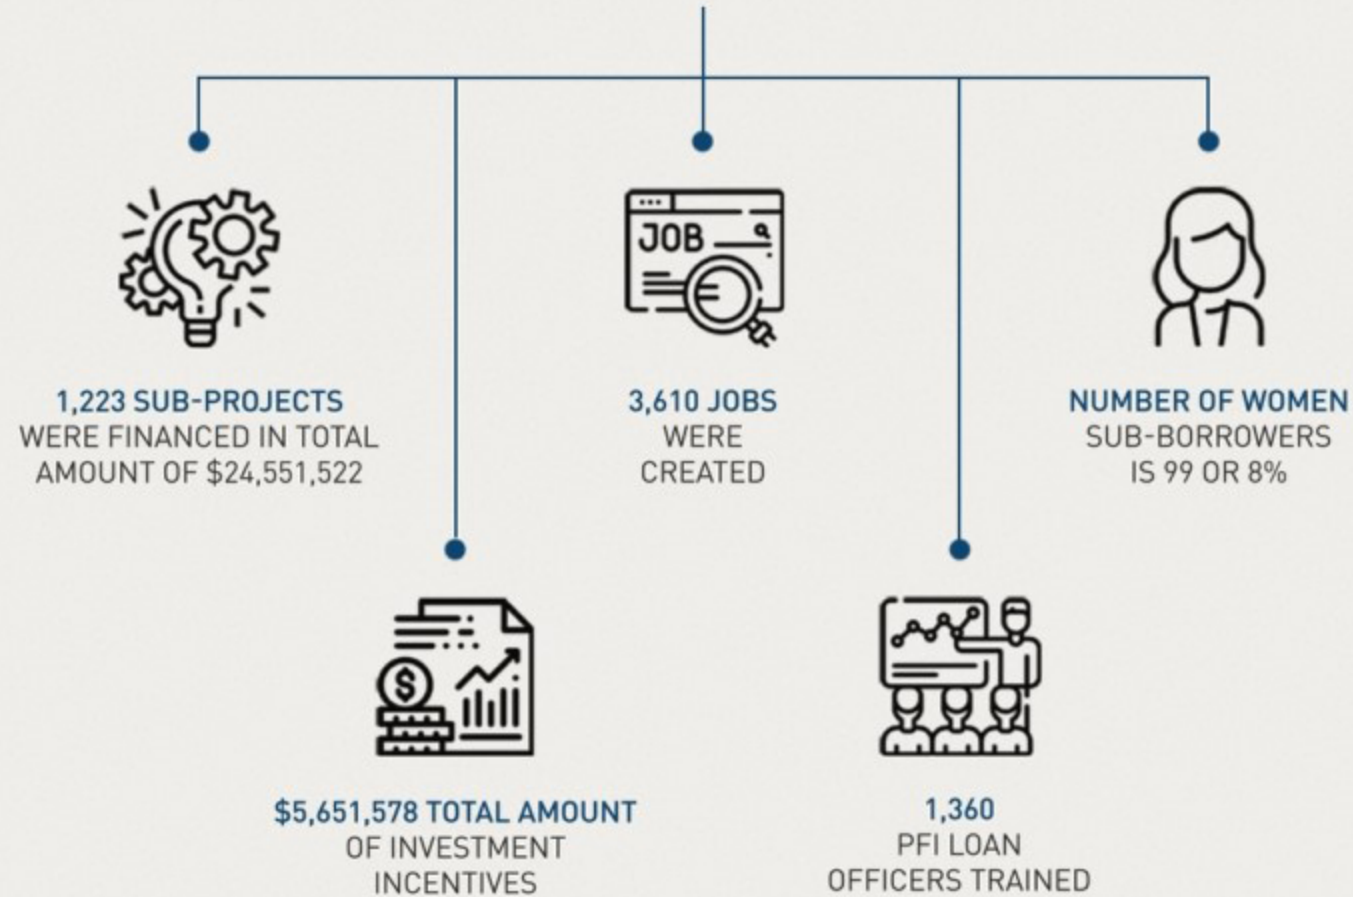 JOB
1,223 SUB-PROJECTS
WERE FINANCED IN TOTAL
AMOUNT OF $24,551,522
3,610 JOBS
WERE
CREATED
NUMBER OF WOMEN
SUB-BORROWERS
IS 99 OR 8%
$
$5,651,578 TOTAL AMOUNT
OF INVESTMENT
INCENTIVES
1,360
PFI LOAN
OFFICERS TRAINED